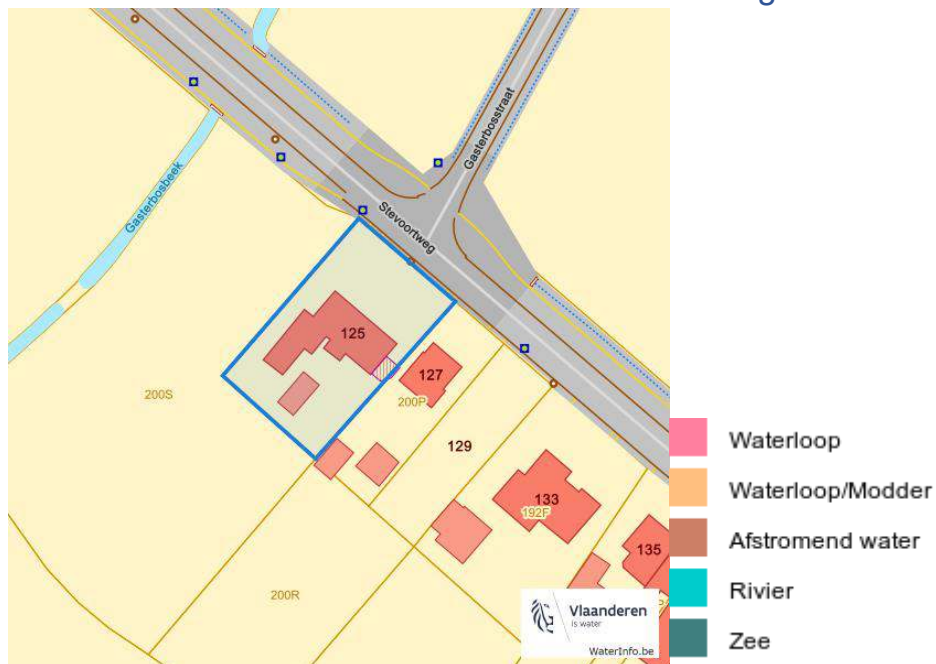 g
Gasterbosstraat
Gasterbosbeek
Stevoortweg
125
127
200S
200P
129
133
192F
135
200R
Vlaanderen
is water
WaterInfo.be
Waterloop
Waterloop/Modder
Afstromend water
Rivier
Zee